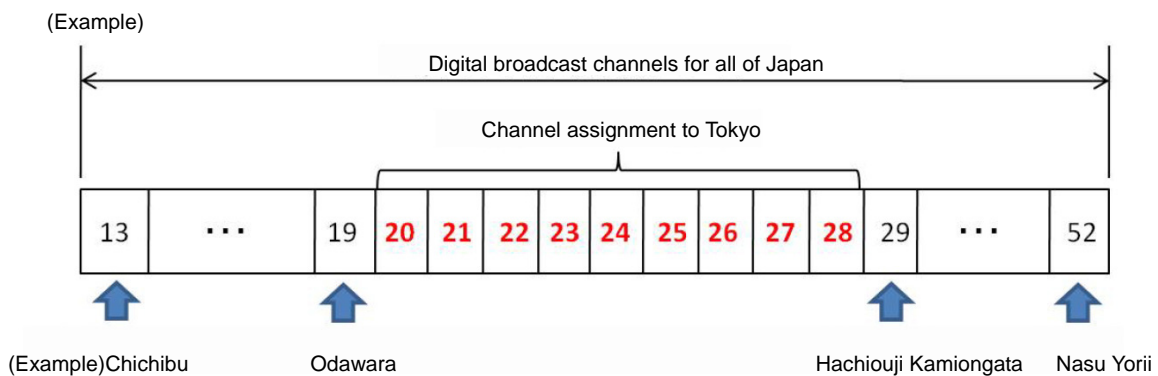 (Example)
Digital broadcast channels for all of Japan
Channel assignment to Tokyo
13 ··· 19 20 21 22 23 24 25 26 27 28 29 ··· 52
(Example)Chichibu Odawara Hachiouji Kamiongata Nasu Yorii